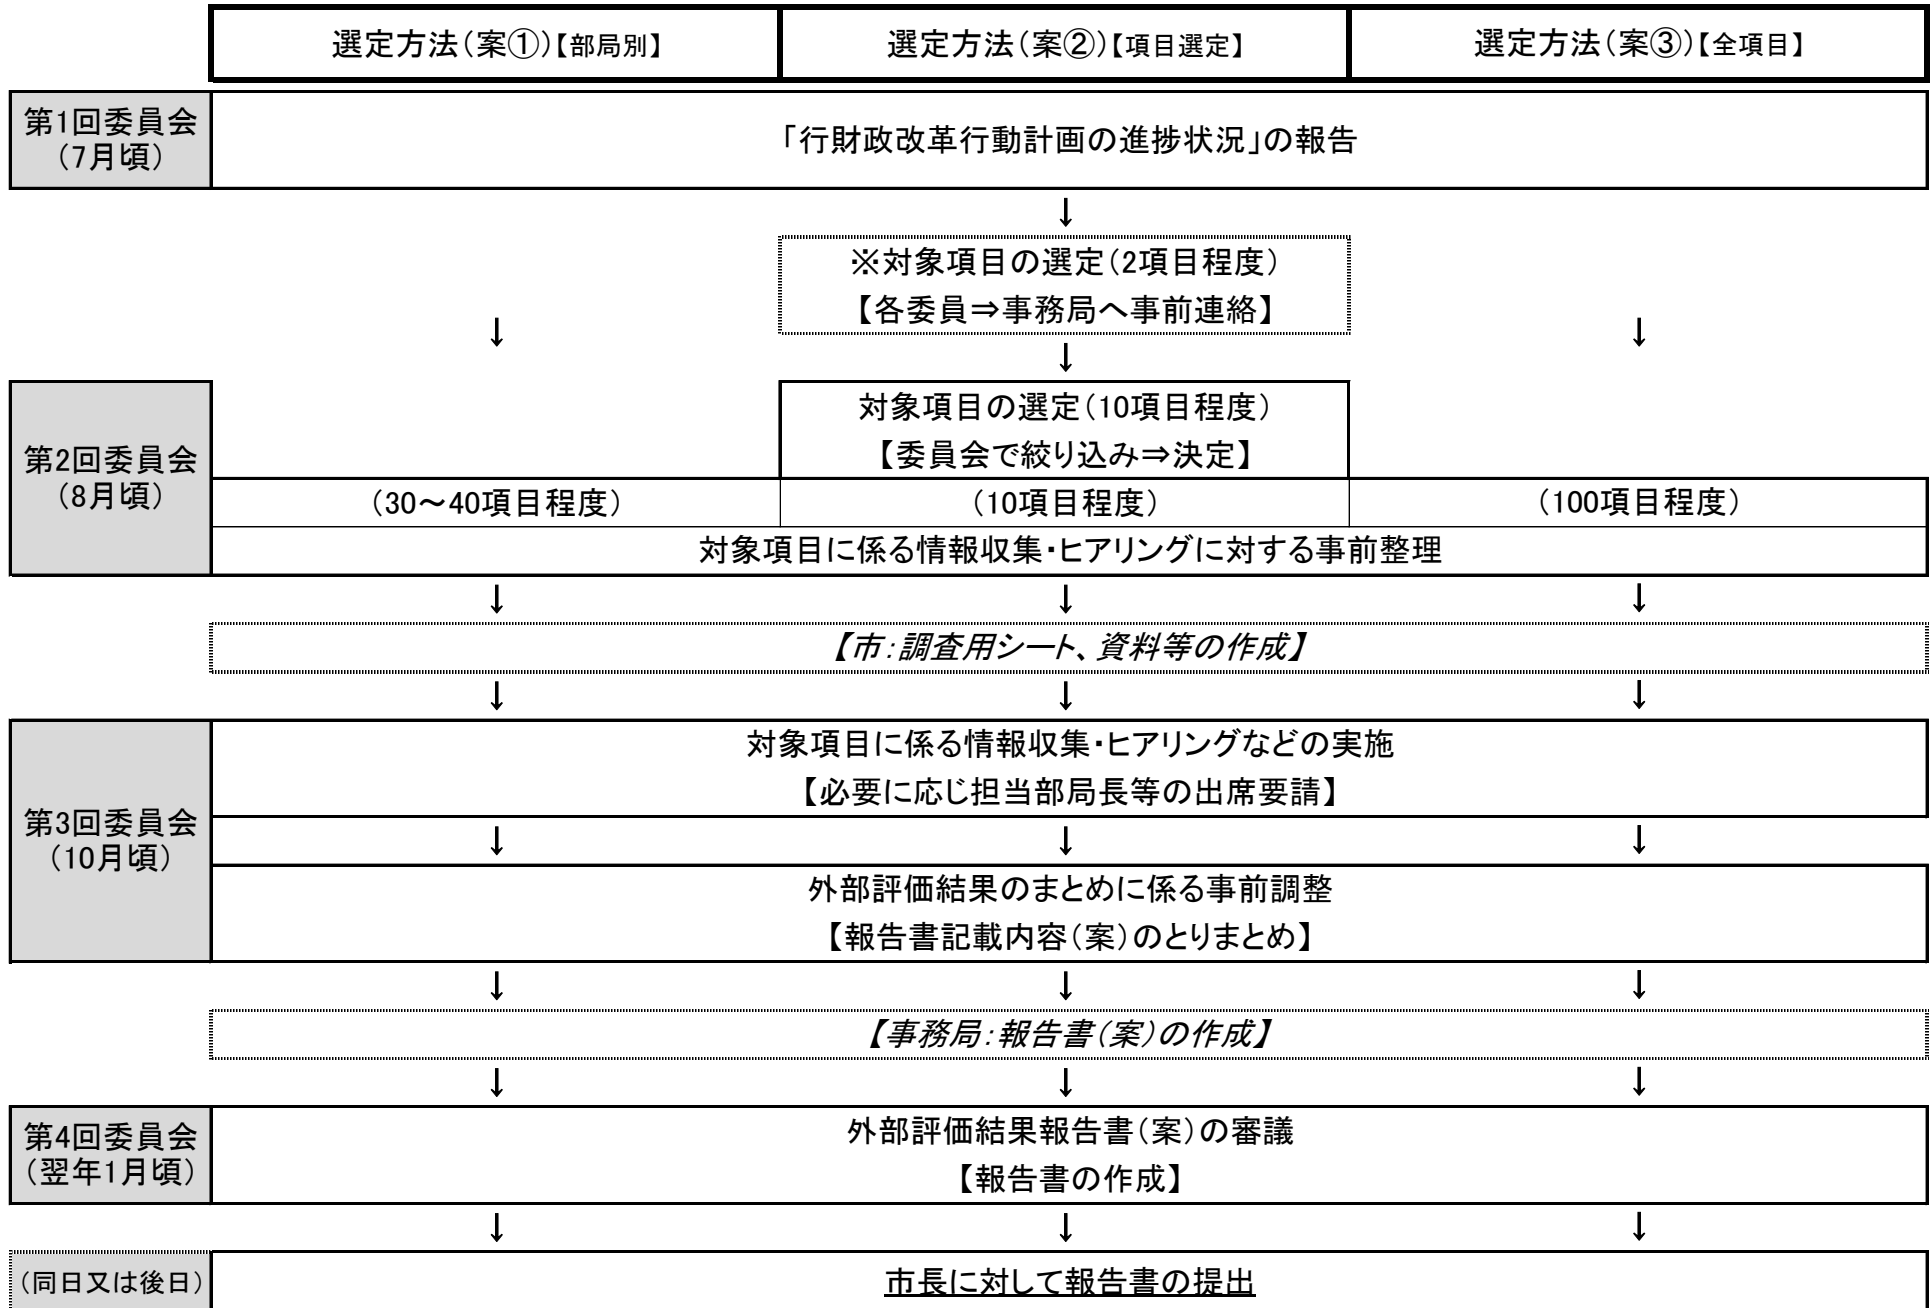 選定方法(案①)【部局別】
選定方法(案②)【項目選定】
選定方法(案③)【全項目】
第1回委員会
(7月頃)
「行財政改革行動計画の進捗状況」の報告
↓
※対象項目の選定(2項目程度)
【各委員⇒事務局へ事前連絡】
↓
↓
↓
第2回委員会
(8月頃)
対象項目の選定(10項目程度)
【委員会で絞り込み⇒決定】
(30～40項目程度)
(10項目程度)
(100項目程度)
対象項目に係る情報収集・ヒアリングに対する事前整理
↓ ↓ ↓
【市:調査用シート、資料等の作成】
↓ ↓ ↓
第3回委員会
(10月頃)
対象項目に係る情報収集・ヒアリングなどの実施
【必要に応じ担当部局長等の出席要請】
↓ ↓ ↓
外部評価結果のまとめに係る事前調整
【報告書記載内容(案)のとりまとめ】
↓ ↓ ↓
【事務局:報告書(案)の作成】
↓ ↓ ↓
第4回委員会
(翌年1月頃)
外部評価結果報告書(案)の審議
【報告書の作成】
↓ ↓ ↓
(同日又は後日)
市長に対して報告書の提出